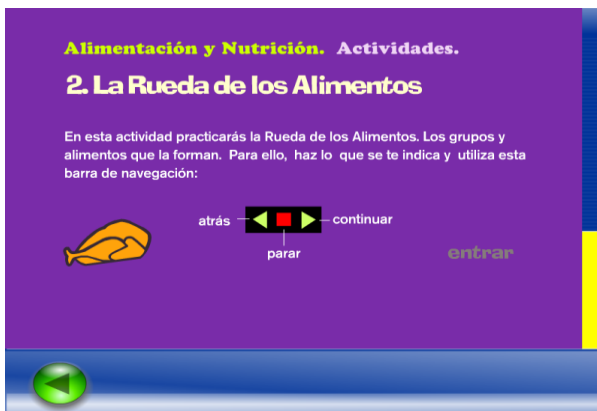 Alimentación y Nutrición. Actividades.
2. La Rueda de los Alimentos
En esta actividad practicarás la Rueda de los Alimentos. Los grupos y
alimentos que la forman. Para ello, haz lo que se te indica y utiliza esta
barra de navegación:
atrás
continuar
parar
entrar